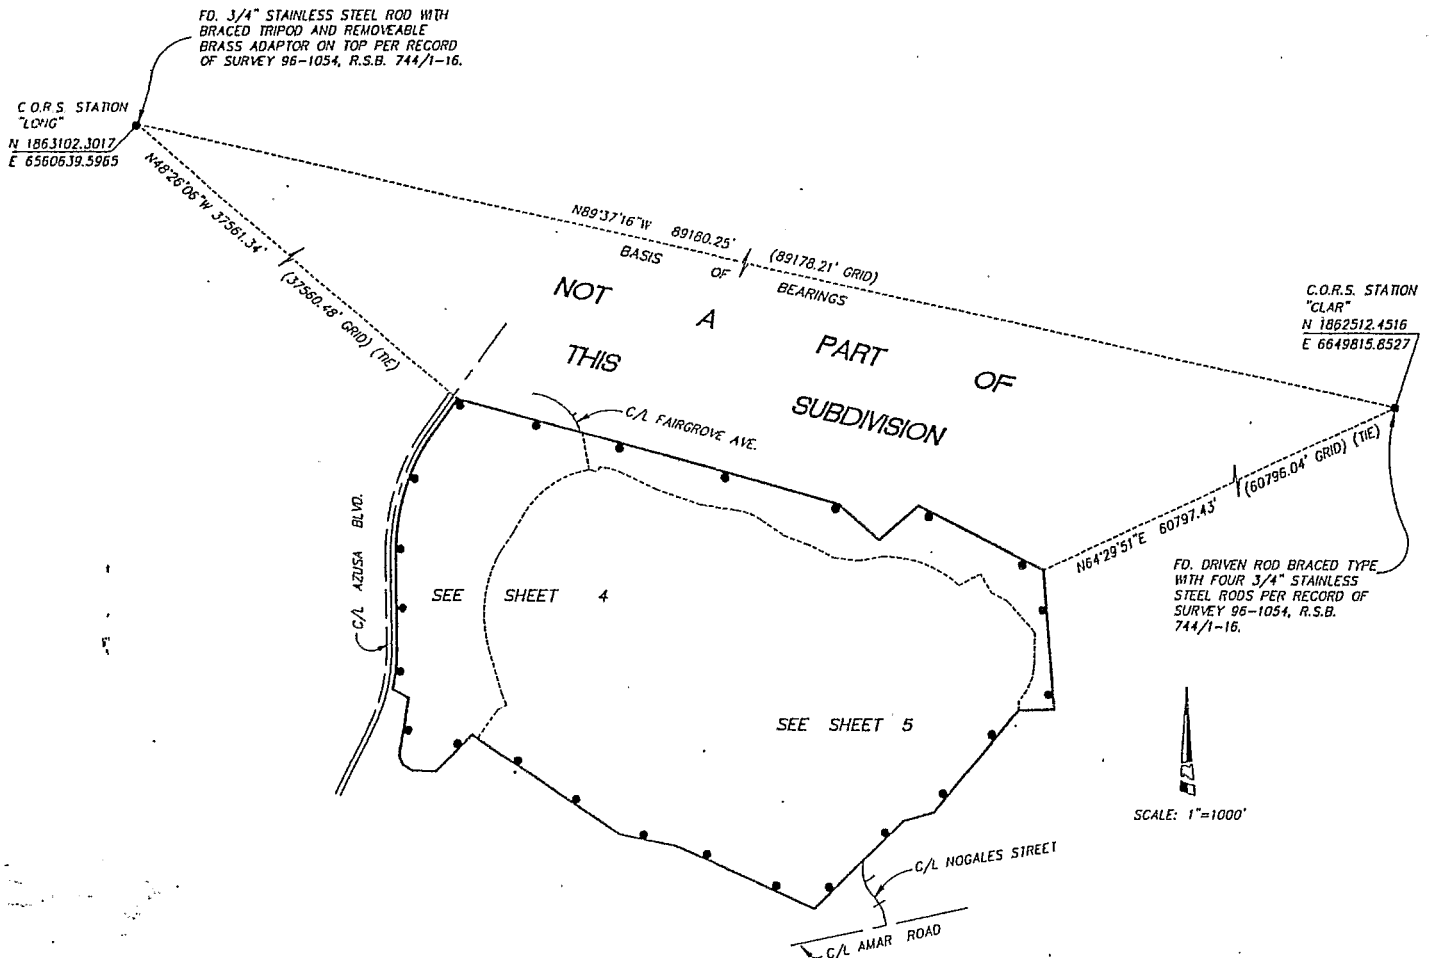 FD. 3/4" STAINLESS STEEL ROD WITH
BRACED TRIPOD AND REMOVEABLE
BRASS ADAPTOR ON TOP PER RECORD
OF SURVEY 96-1054, R.S.B. 744/1-16.
C.O.R.S. STATION
"LONG"
N 1863102.3017
E 6560639.5965
N48°26'06"W 37561.34'
(37560.48' GRID) (TIE)
N89°37'16"W 89180.25' (89178.21' GRID)
BASIS OF BEARINGS
NOT A PART OF
THIS SUBDIVISION
C.O.R.S. STATION
"CLAR"
N 1862512.4516
E 6649815.8527
C/L FAIRGROVE AVE.
N64°29'51"E 60797.43' (60796.04' GRID) (TIE)
C/L AZUSA BLVD.
FD. DRIVEN ROD BRACED TYPE
WITH FOUR 3/4" STAINLESS
STEEL RODS PER RECORD OF
SURVEY 96-1054, R.S.B.
744/1-16.
SEE SHEET 4
SEE SHEET 5
SCALE: 1"=1000'
C/L NOGALES STREET
C/L AMAR ROAD